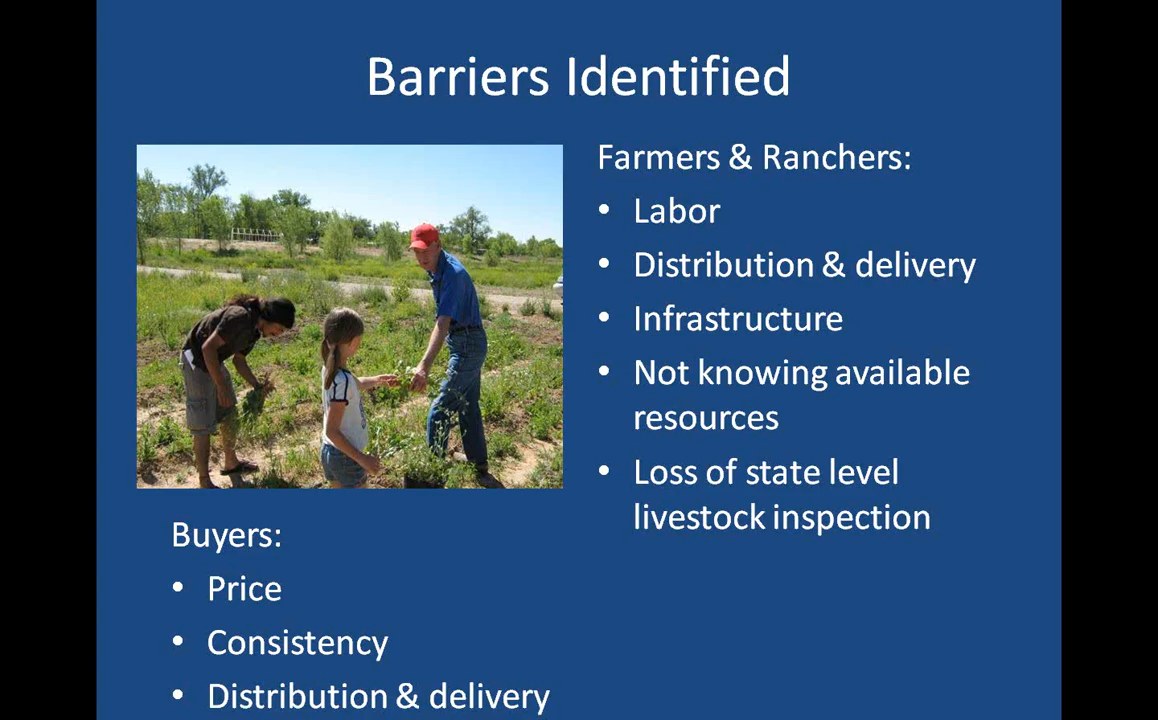 Barriers Identified
Farmers & Ranchers:
• Labor
• Distribution & delivery
• Infrastructure
• Not knowing available
resources
• Loss of state level
livestock inspection
Buyers:
• Price
• Consistency
• Distribution & delivery